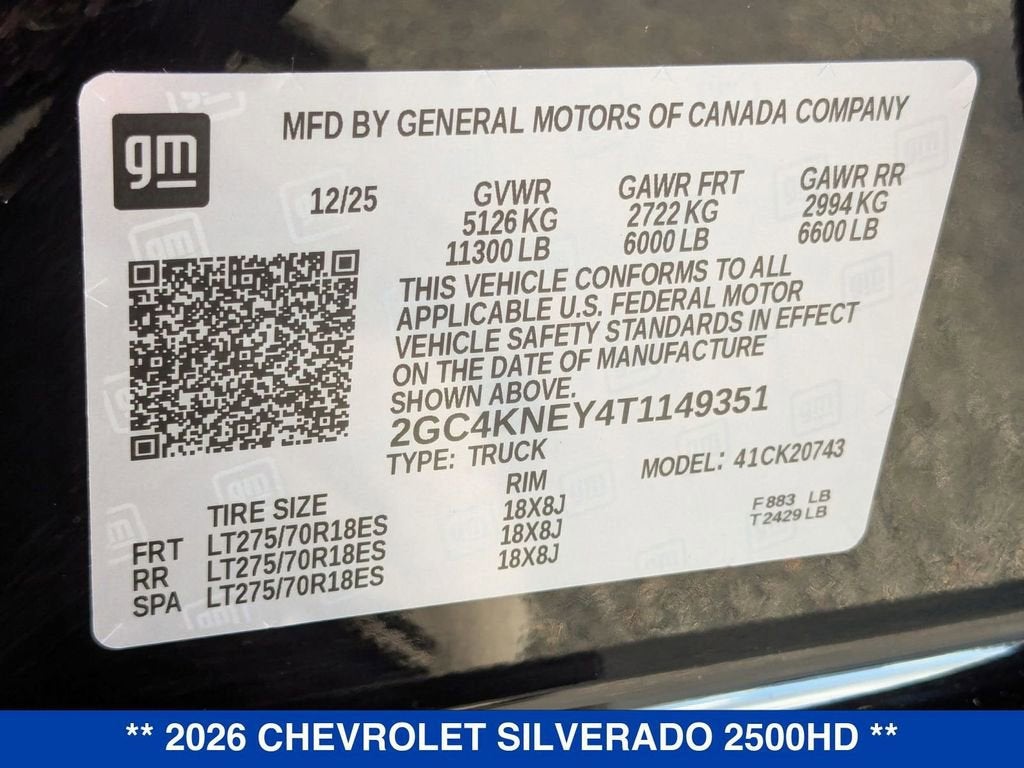 gm
MFD BY GENERAL MOTORS OF CANADA COMPANY
12/25 GVWR GAWR FRT GAWR RR
5126 KG 2722 KG 2994 KG
11300 LB 6000 LB 6600 LB
THIS VEHICLE CONFORMS TO ALL
APPLICABLE U.S. FEDERAL MOTOR
VEHICLE SAFETY STANDARDS IN EFFECT
ON THE DATE OF MANUFACTURE
SHOWN ABOVE.
2GC4KNEY4T1149351
TYPE: TRUCK MODEL: 41CK20743
TIRE SIZE RIM
FRT LT275/70R18ES 18X8J
RR LT275/70R18ES 18X8J
SPA LT275/70R18ES 18X8J
F 883 LB
T 2429 LB
** 2026 CHEVROLET SILVERADO 2500HD **